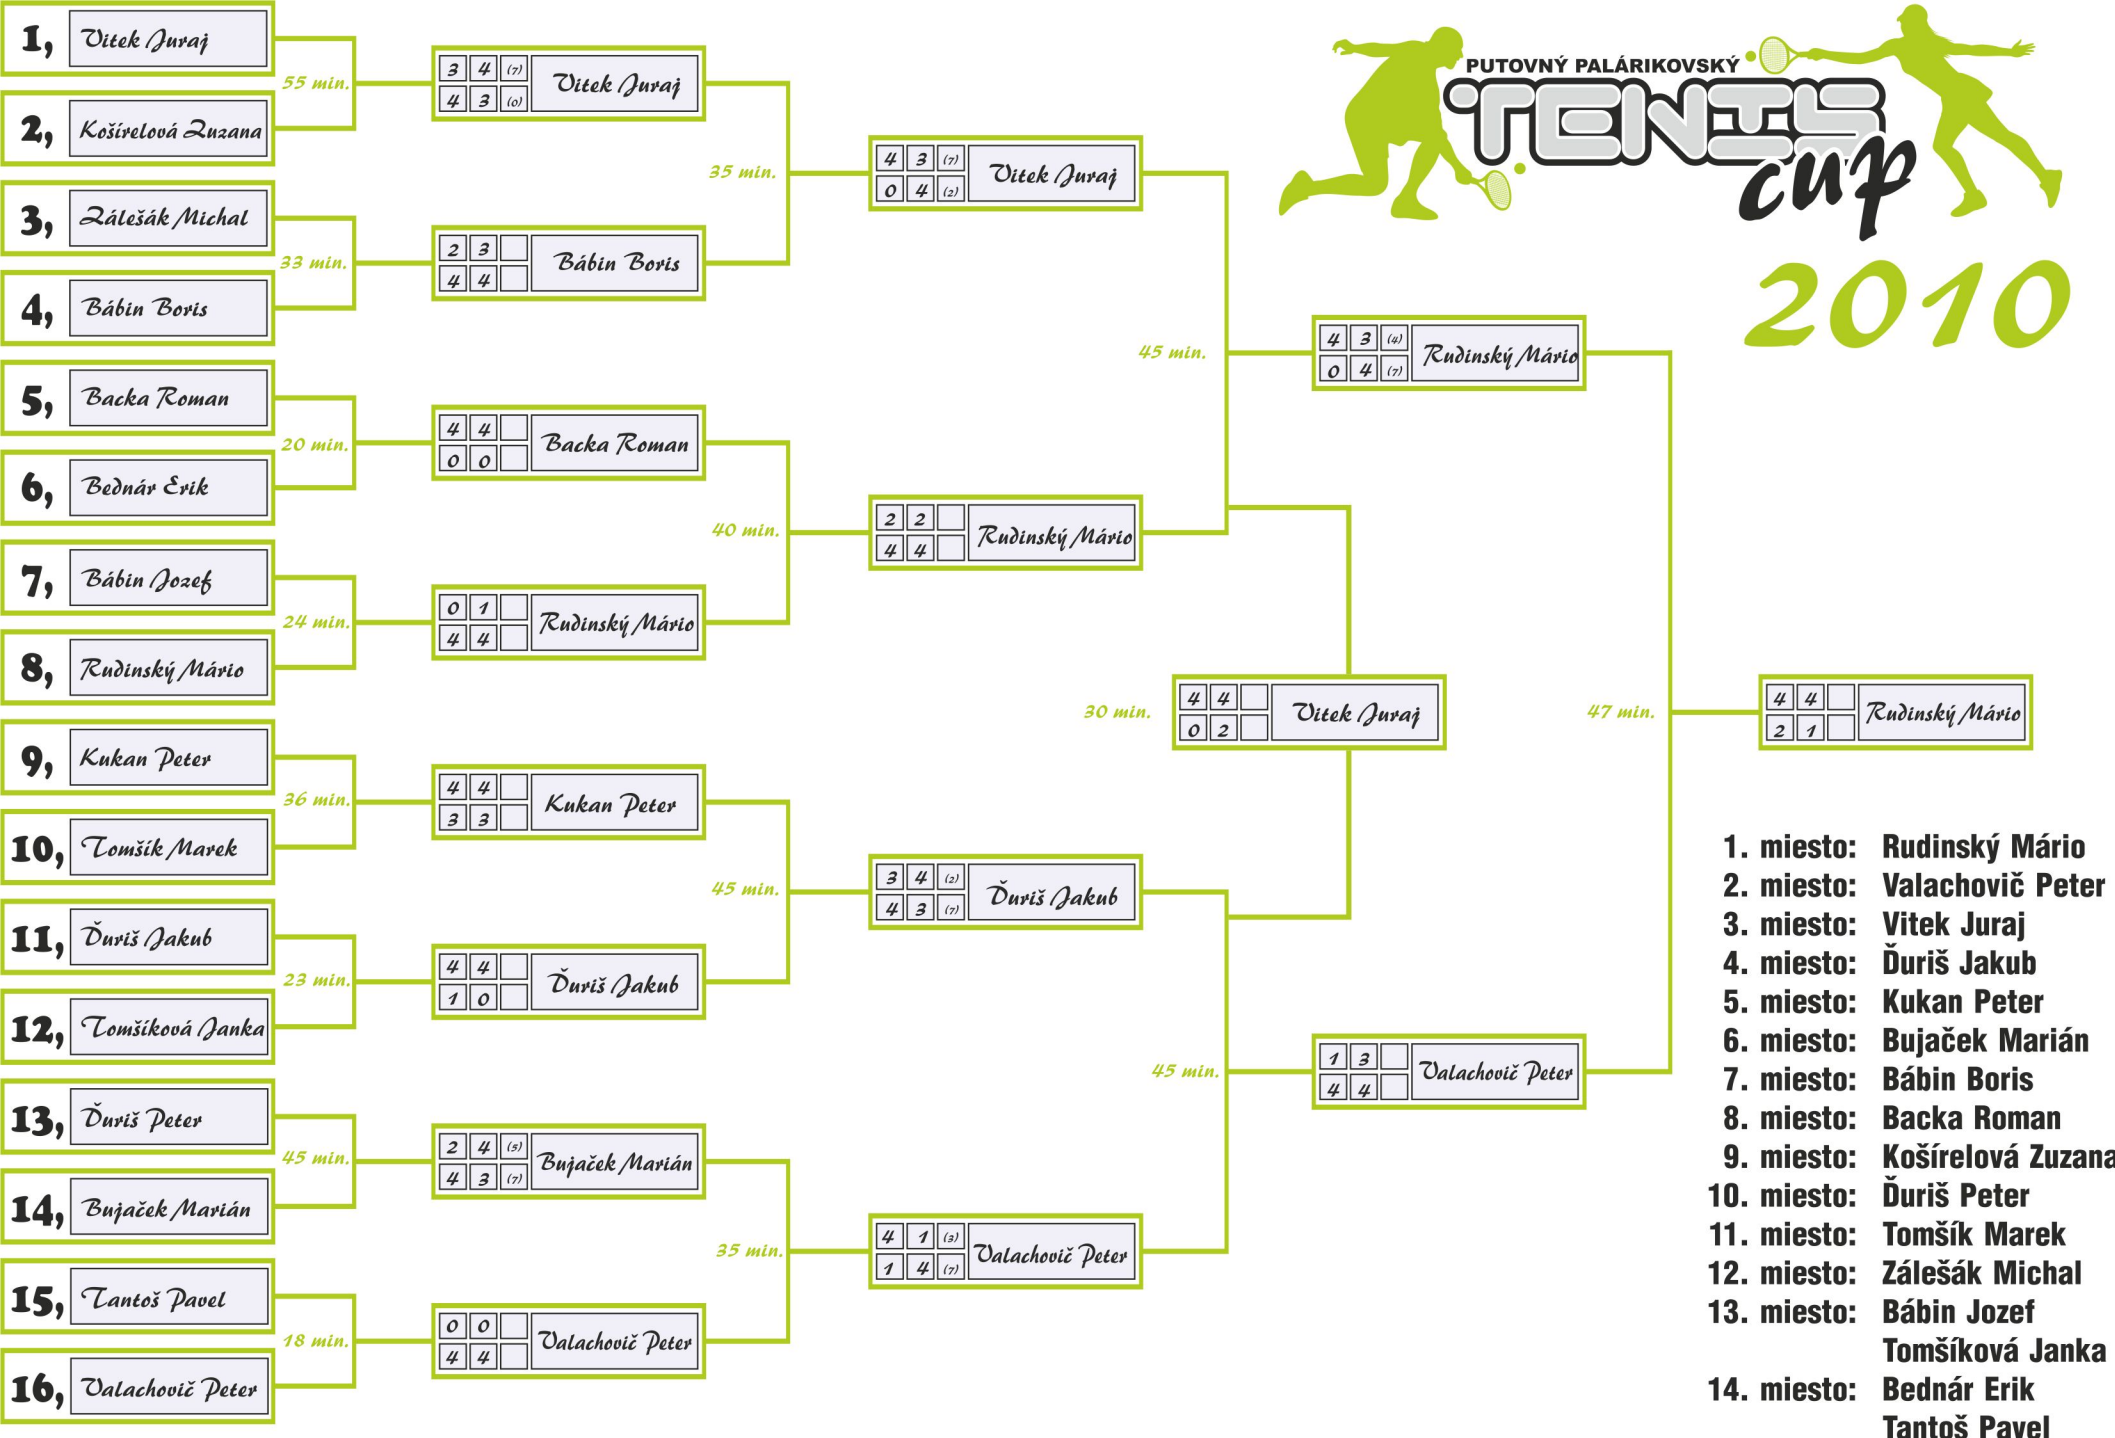 PUTOVNÝ PALÁRIKOVSKÝ
TENIS
cup
2010
1, Vitek Juraj
2, Košírelová Zuzana
55 min.
3, Zálešák Michal
4, Bábin Boris
33 min.
5, Backa Roman
6, Bednár Erik
20 min.
7, Bábin Jozef
8, Rudinský Mário
24 min.
9, Kukan Peter
10, Tomšík Marek
36 min.
11, Ďuriš Jakub
12, Tomšíková Janka
23 min.
13, Ďuriš Peter
14, Bujaček Marián
45 min.
15, Tantoš Pavel
16, Valachovič Peter
18 min.
3 4 (7)
4 3 (0)
Vitek Juraj
2 3
4 4
Bábin Boris
35 min.
4 4
0 0
Backa Roman
0 1
4 4
Rudinský Mário
40 min.
4 4
3 3
Kukan Peter
4 4
1 0
Ďuriš Jakub
45 min.
2 4 (5)
4 3 (7)
Bujaček Marián
0 0
4 4
Valachovič Peter
35 min.
4 3 (7)
0 4 (2)
Vitek Juraj
2 2
4 4
Rudinský Mário
45 min.
3 4 (2)
4 3 (7)
Ďuriš Jakub
4 1 (3)
1 4 (7)
Valachovič Peter
45 min.
4 3 (4)
0 4 (7)
Rudinský Mário
30 min.
4 4
0 2
Vitek Juraj
1 3
4 4
Valachovič Peter
47 min.
4 4
2 1
Rudinský Mário
1. miesto: Rudinský Mário
2. miesto: Valachovič Peter
3. miesto: Vitek Juraj
4. miesto: Ďuriš Jakub
5. miesto: Kukan Peter
6. miesto: Bujaček Marián
7. miesto: Bábin Boris
8. miesto: Backa Roman
9. miesto: Košírelová Zuzana
10. miesto: Ďuriš Peter
11. miesto: Tomšík Marek
12. miesto: Zálešák Michal
13. miesto: Bábin Jozef
Tomšíková Janka
14. miesto: Bednár Erik
Tantoš Pavel